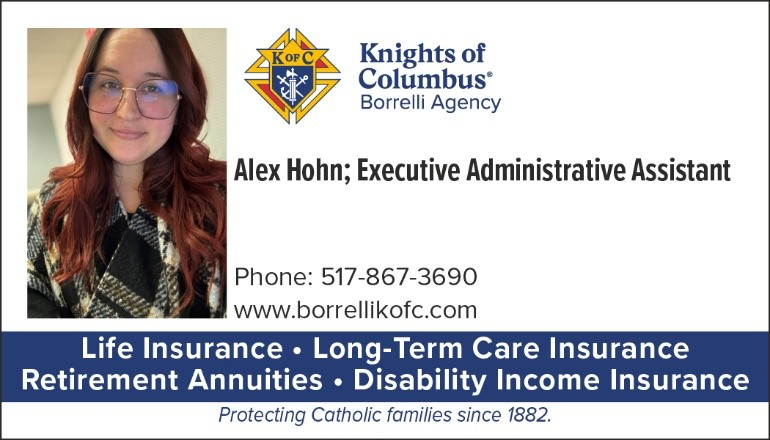 K OF C
Knights of
Columbus®
Borrelli Agency
Alex Hohn; Executive Administrative Assistant
Phone: 517-867-3690
www.borrellikofc.com
Life Insurance • Long-Term Care Insurance
Retirement Annuities • Disability Income Insurance
Protecting Catholic families since 1882.